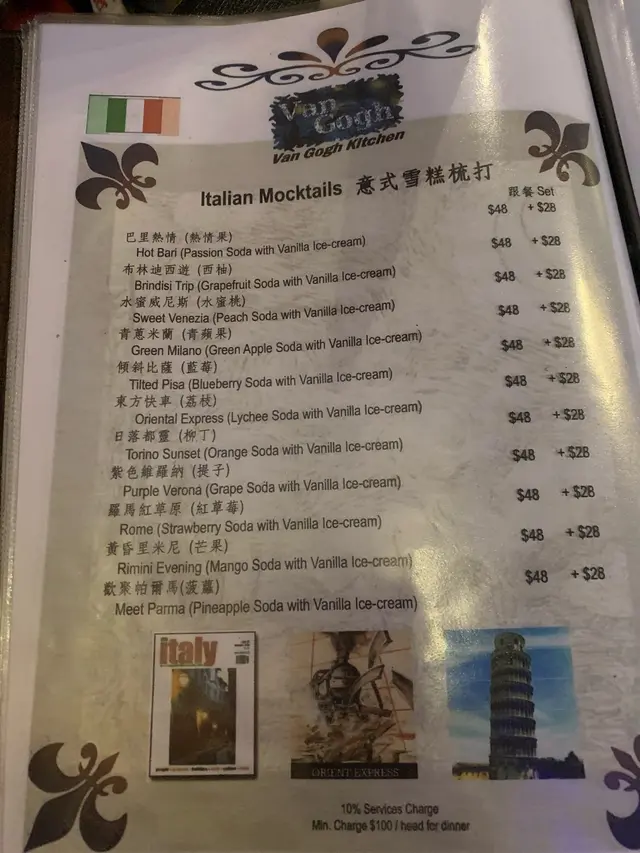 Van Gogh
Van Gogh Kitchen
Italian Mocktails 意式雪糕梳打
跟餐 Set
巴里熱情 (熱情果) $48 + $28
Hot Bari (Passion Soda with Vanilla Ice-cream)
布林迪西遊 (西柚) $48 + $28
Brindisi Trip (Grapefruit Soda with Vanilla Ice-cream)
水蜜威尼斯 (水蜜桃) $48 + $28
Sweet Venezia (Peach Soda with Vanilla Ice-cream)
青蔥米蘭 (青蘋果) $48 + $28
Green Milano (Green Apple Soda with Vanilla Ice-cream)
傾斜比薩 (藍莓) $48 + $28
Tilted Pisa (Blueberry Soda with Vanilla Ice-cream)
東方快車 (荔枝) $48 + $28
Oriental Express (Lychee Soda with Vanilla Ice-cream)
日落都靈 (柳丁) $48 + $28
Torino Sunset (Orange Soda with Vanilla Ice-cream)
紫色維羅納 (提子) $48 + $28
Purple Verona (Grape Soda with Vanilla Ice-cream)
羅馬紅草原 (紅草莓) $48 + $28
Rome (Strawberry Soda with Vanilla Ice-cream)
黃昏里米尼 (芒果) $48 + $28
Rimini Evening (Mango Soda with Vanilla Ice-cream)
歡聚帕爾馬(菠蘿) $48 + $28
Meet Parma (Pineapple Soda with Vanilla Ice-cream)
italy
ORIENT EXPRESS
10% Services Charge
Min. Charge $100 / head for dinner